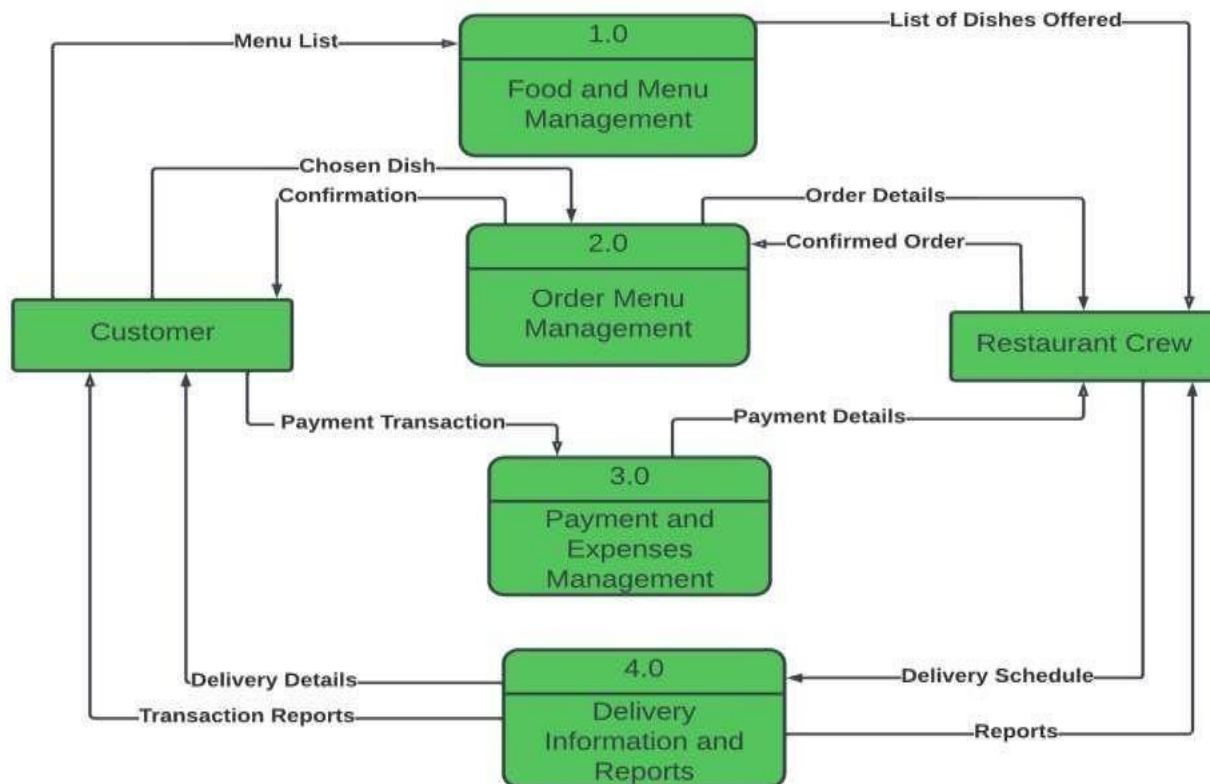 List of Dishes Offered
Menu List
1.0
Food and Menu
Management
Chosen Dish
Confirmation
Order Details
Confirmed Order
2.0
Order Menu
Management
Customer
Restaurant Crew
Payment Transaction
Payment Details
3.0
Payment and
Expenses
Management
4.0
Delivery
Information and
Reports
Delivery Details
Transaction Reports
Delivery Schedule
Reports